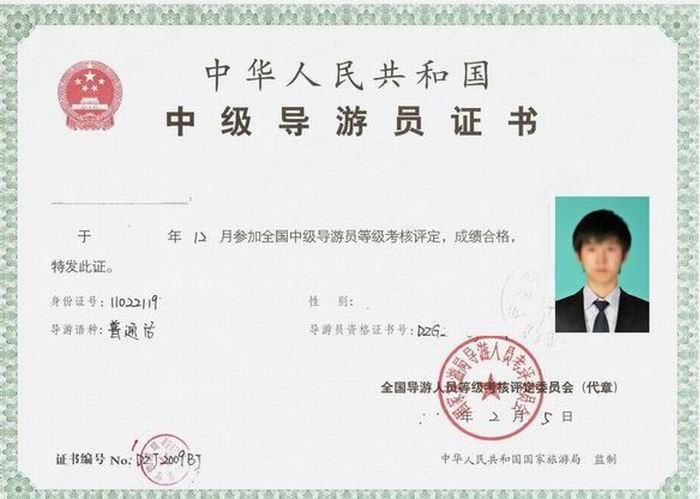 中华人民共和国
中级导游员证书
于 年 12 月参加全国中级导游员等级考核评定，成绩合格，
特发此证。
身份证号：11022119 性 别：
导游语种：普通话 导游员资格证书号：DZG
全国导游人员等级考核评定委员会（代章）
年 2 月 5 日
证书编号 No: DZJ2009BJ 中华人民共和国国家旅游局 监制